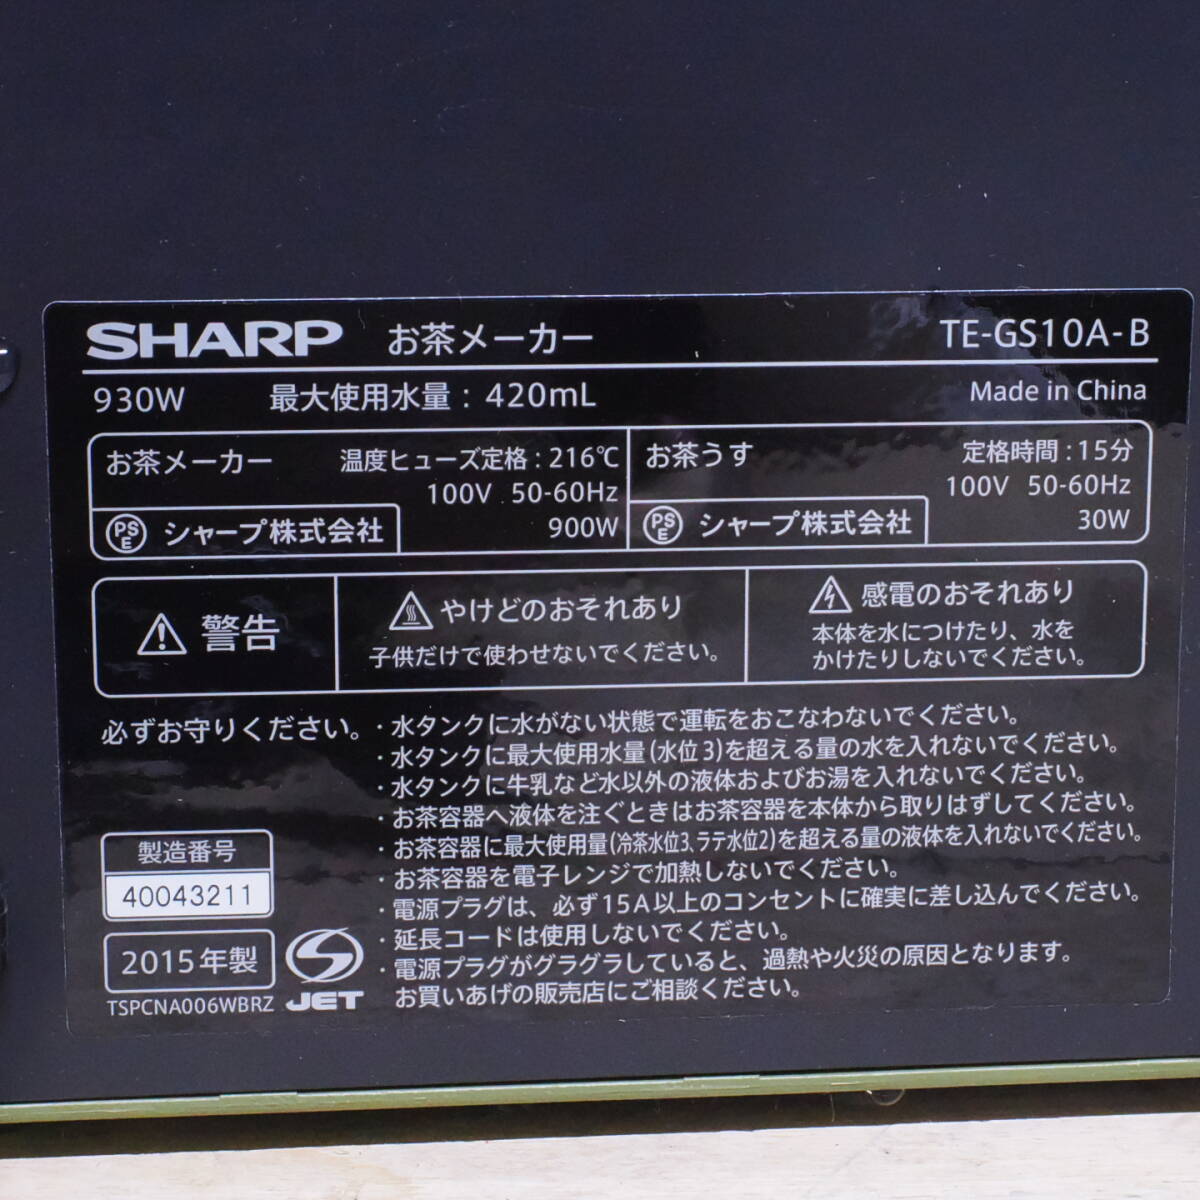 SHARP お茶メーカー TE-GS10A-B
930W 最大使用水量：420mL Made in China
お茶メーカー 温度ヒューズ定格：216℃
100V 50-60Hz
PSE シャープ株式会社 900W
お茶うす 定格時間：15分
100V 50-60Hz
PSE シャープ株式会社 30W
警告
やけどのおそれあり
子供だけで使わせないでください。
感電のおそれあり
本体を水につけたり、水を
かけたりしないでください。
必ずお守りください。
・水タンクに水がない状態で運転をおこなわないでください。
・水タンクに最大使用水量(水位3)を超える量の水を入れないでください。
・水タンクに牛乳など水以外の液体およびお湯を入れないでください。
・お茶容器へ液体を注ぐときはお茶容器を本体から取りはずしてください。
・お茶容器に最大使用量(冷茶水位3、ラテ水位2)を超える量の液体を入れないでください。
・お茶容器を電子レンジで加熱しないでください。
・電源プラグは、必ず15A以上のコンセントに確実に差し込んでください。
・延長コードは使用しないでください。
・電源プラグがグラグラしていると、過熱や火災の原因となります。
お買いあげの販売店にご相談ください。
製造番号
40043211
2015年製
TSPCNA006WBRZ
JET